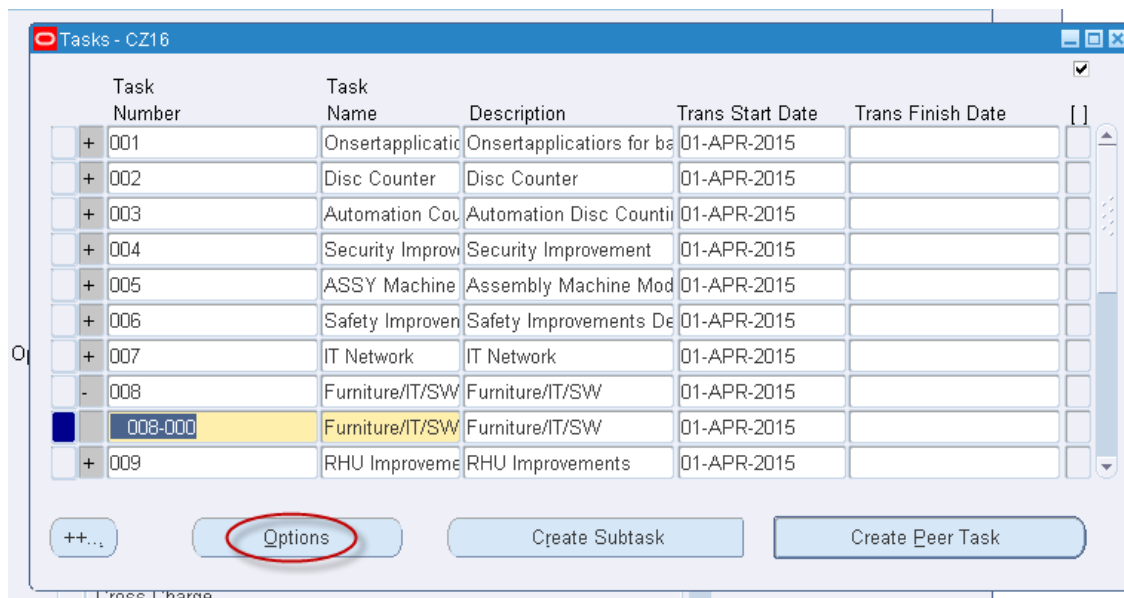 Tasks - CZ16
Task Number Task Name Description Trans Start Date Trans Finish Date [ ]
+ 001 Onsertapplicatic Onsertapplicatiors for ba 01-APR-2015
+ 002 Disc Counter Disc Counter 01-APR-2015
+ 003 Automation Cou Automation Disc Countii 01-APR-2015
+ 004 Security Improv Security Improvement 01-APR-2015
+ 005 ASSY Machine Assembly Machine Mod 01-APR-2015
+ 006 Safety Improven Safety Improvements De 01-APR-2015
+ 007 IT Network IT Network 01-APR-2015
- 008 Furniture/IT/SW Furniture/IT/SW 01-APR-2015
008-000 Furniture/IT/SW Furniture/IT/SW 01-APR-2015
+ 009 RHU Improveme RHU Improvements 01-APR-2015
++... Options Create Subtask Create Peer Task
Cross Charge